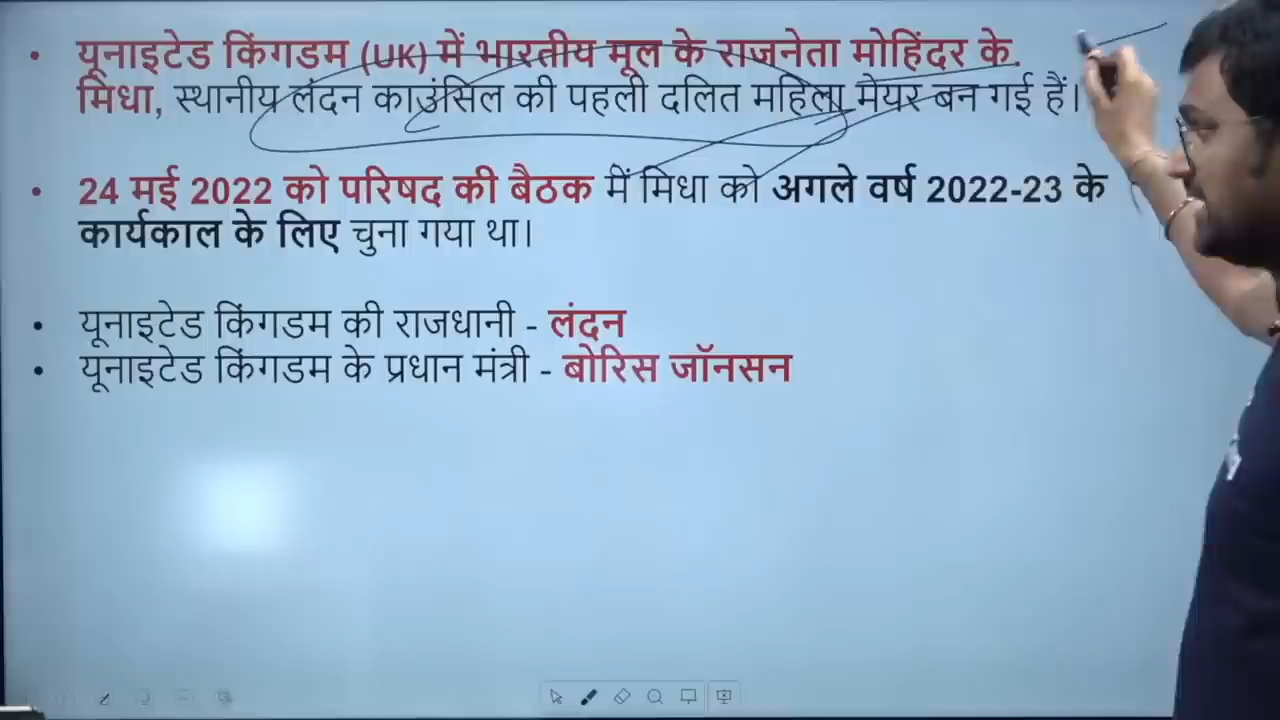 • यूनाइटेड किंगडम (UK) में भारतीय मूल के राजनेता मोहिंदर के.
मिधा, स्थानीय लंदन काउंसिल की पहली दलित महिला मेयर बन गई हैं।
• 24 मई 2022 को परिषद की बैठक में मिधा को अगले वर्ष 2022-23 के
कार्यकाल के लिए चुना गया था।
• यूनाइटेड किंगडम की राजधानी - लंदन
• यूनाइटेड किंगडम के प्रधान मंत्री - बोरिस जॉनसन